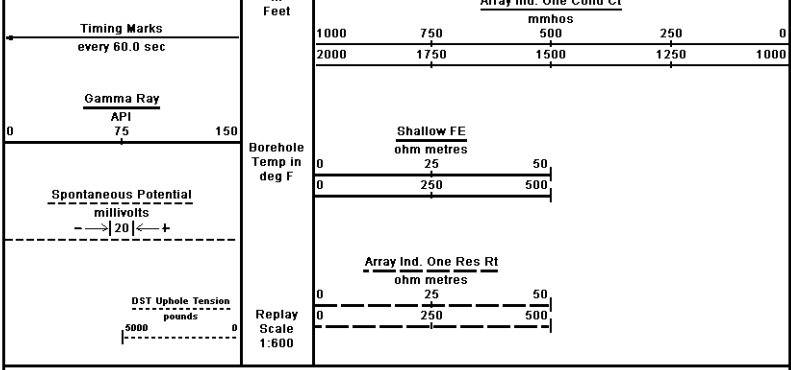 in
Feet
Timing Marks
every 60.0 sec
Gamma Ray
API
0 75 150
Spontaneous Potential
millivolts
- 20 +
DST Uphole Tension
pounds
5000 0
Borehole
Temp in
deg F
Replay
Scale
1:600
Array Ind. One Cond Ct
mmhos
1000 750 500 250 0
2000 1750 1500 1250 1000
Shallow FE
ohm metres
0 25 50
0 250 500
Array Ind. One Res Rt
ohm metres
0 25 50
0 250 500